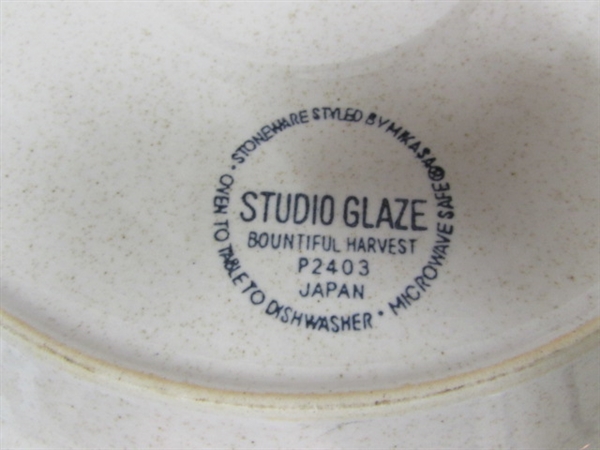 • STONEWARE STYLED BY MIKASA® • MICROWAVE SAFE • OVEN TO TABLE TO DISHWASHER
STUDIO GLAZE
BOUNTIFUL HARVEST
P2403
JAPAN